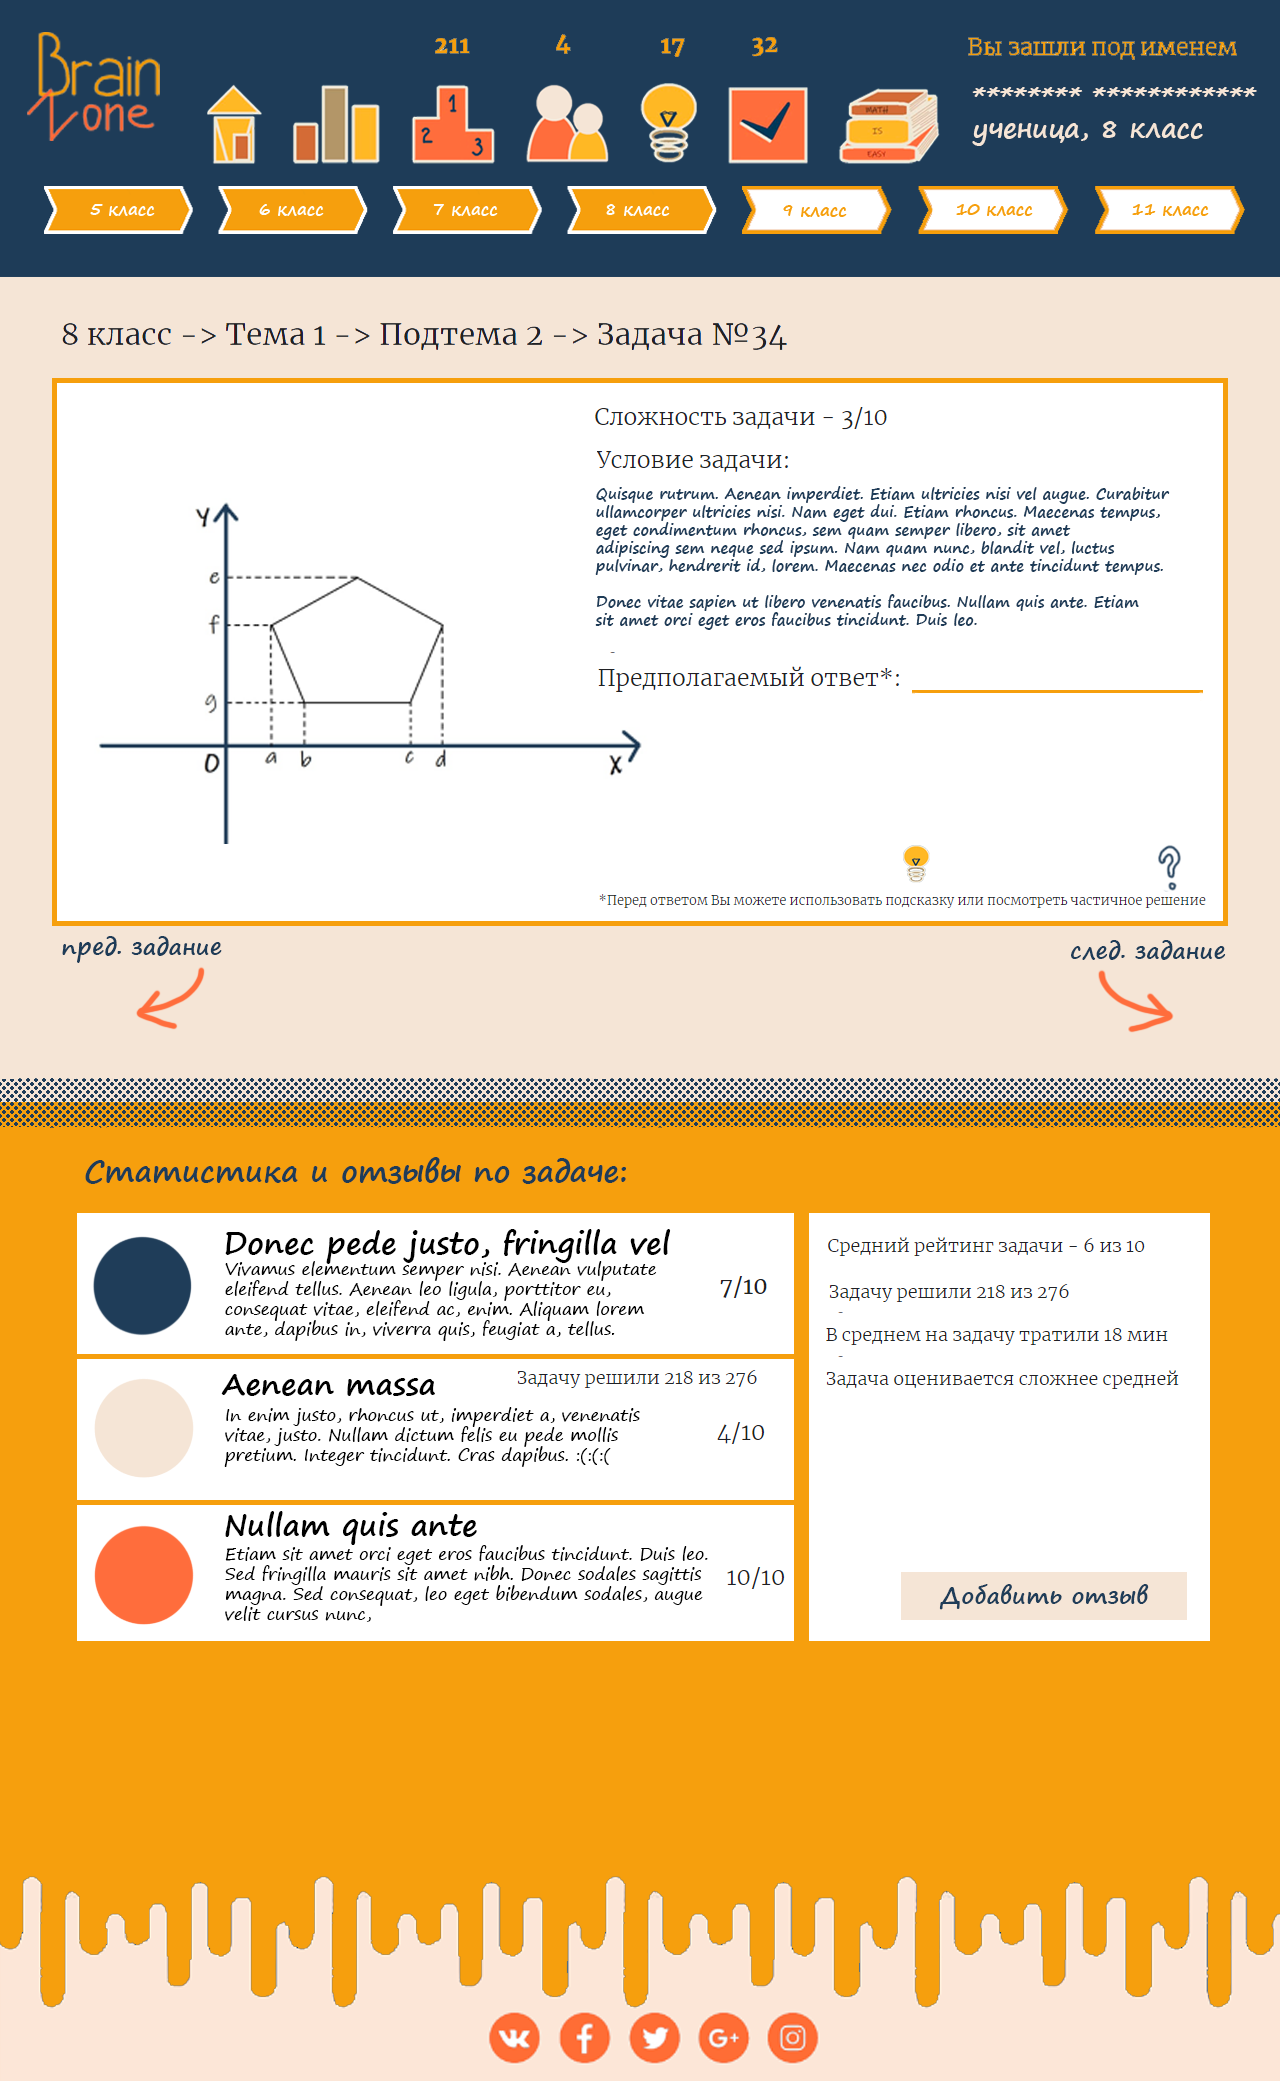 Brain
Zone
211
4
17
32
Вы зашли под именем
******** ************
ученица, 8 класс
1
2
3
MATH
IS
EASY
5 класс
6 класс
7 класс
8 класс
9 класс
10 класс
11 класс
8 класс -> Тема 1 -> Подтема 2 -> Задача №34
Сложность задачи - 3/10
Условие задачи:
Quisque rutrum. Aenean imperdiet. Etiam ultricies nisi vel augue. Curabitur
ullamcorper ultricies nisi. Nam eget dui. Etiam rhoncus. Maecenas tempus,
eget condimentum rhoncus, sem quam semper libero, sit amet
adipiscing sem neque sed ipsum. Nam quam nunc, blandit vel, luctus
pulvinar, hendrerit id, lorem. Maecenas nec odio et ante tincidunt tempus.
Donec vitae sapien ut libero venenatis faucibus. Nullam quis ante. Etiam
sit amet orci eget eros faucibus tincidunt. Duis leo.
Предполагаемый ответ*:
y
e
f
g
0
a
b
c
d
x
*Перед ответом Вы можете использовать подсказку или посмотреть частичное решение
пред. задание
след. задание
Статистика и отзывы по задаче:
Donec pede justo, fringilla vel
Vivamus elementum semper nisi. Aenean vulputate
eleifend tellus. Aenean leo ligula, porttitor eu,
consequat vitae, eleifend ac, enim. Aliquam lorem
ante, dapibus in, viverra quis, feugiat a, tellus.
7/10
Aenean massa
Задачу решили 218 из 276
In enim justo, rhoncus ut, imperdiet a, venenatis
vitae, justo. Nullam dictum felis eu pede mollis
pretium. Integer tincidunt. Cras dapibus. :(:(:(
4/10
Nullam quis ante
Etiam sit amet orci eget eros faucibus tincidunt. Duis leo.
Sed fringilla mauris sit amet nibh. Donec sodales sagittis
magna. Sed consequat, leo eget bibendum sodales, augue
velit cursus nunc,
10/10
Средний рейтинг задачи - 6 из 10
Задачу решили 218 из 276
В среднем на задачу тратили 18 мин
Задача оценивается сложнее средней
Добавить отзыв